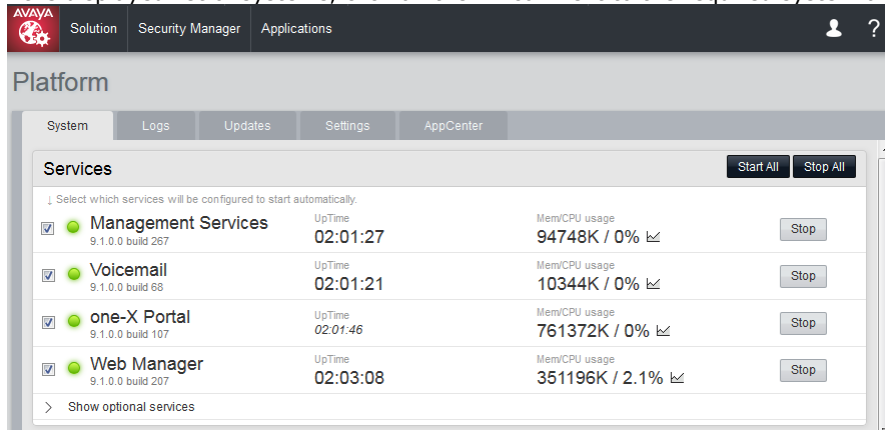 AVAYA
Solution Security Manager Applications ?
Platform
System Logs Updates Settings AppCenter
Services Start All Stop All
↓ Select which services will be configured to start automatically.
Management Services UpTime Mem/CPU usage
9.1.0.0 build 267 02:01:27 94748K / 0% Stop
Voicemail UpTime Mem/CPU usage
9.1.0.0 build 68 02:01:21 10344K / 0% Stop
one-X Portal UpTime Mem/CPU usage
9.1.0.0 build 107 02:01:46 761372K / 0% Stop
Web Manager UpTime Mem/CPU usage
9.1.0.0 build 207 02:03:08 351196K / 2.1% Stop
> Show optional services